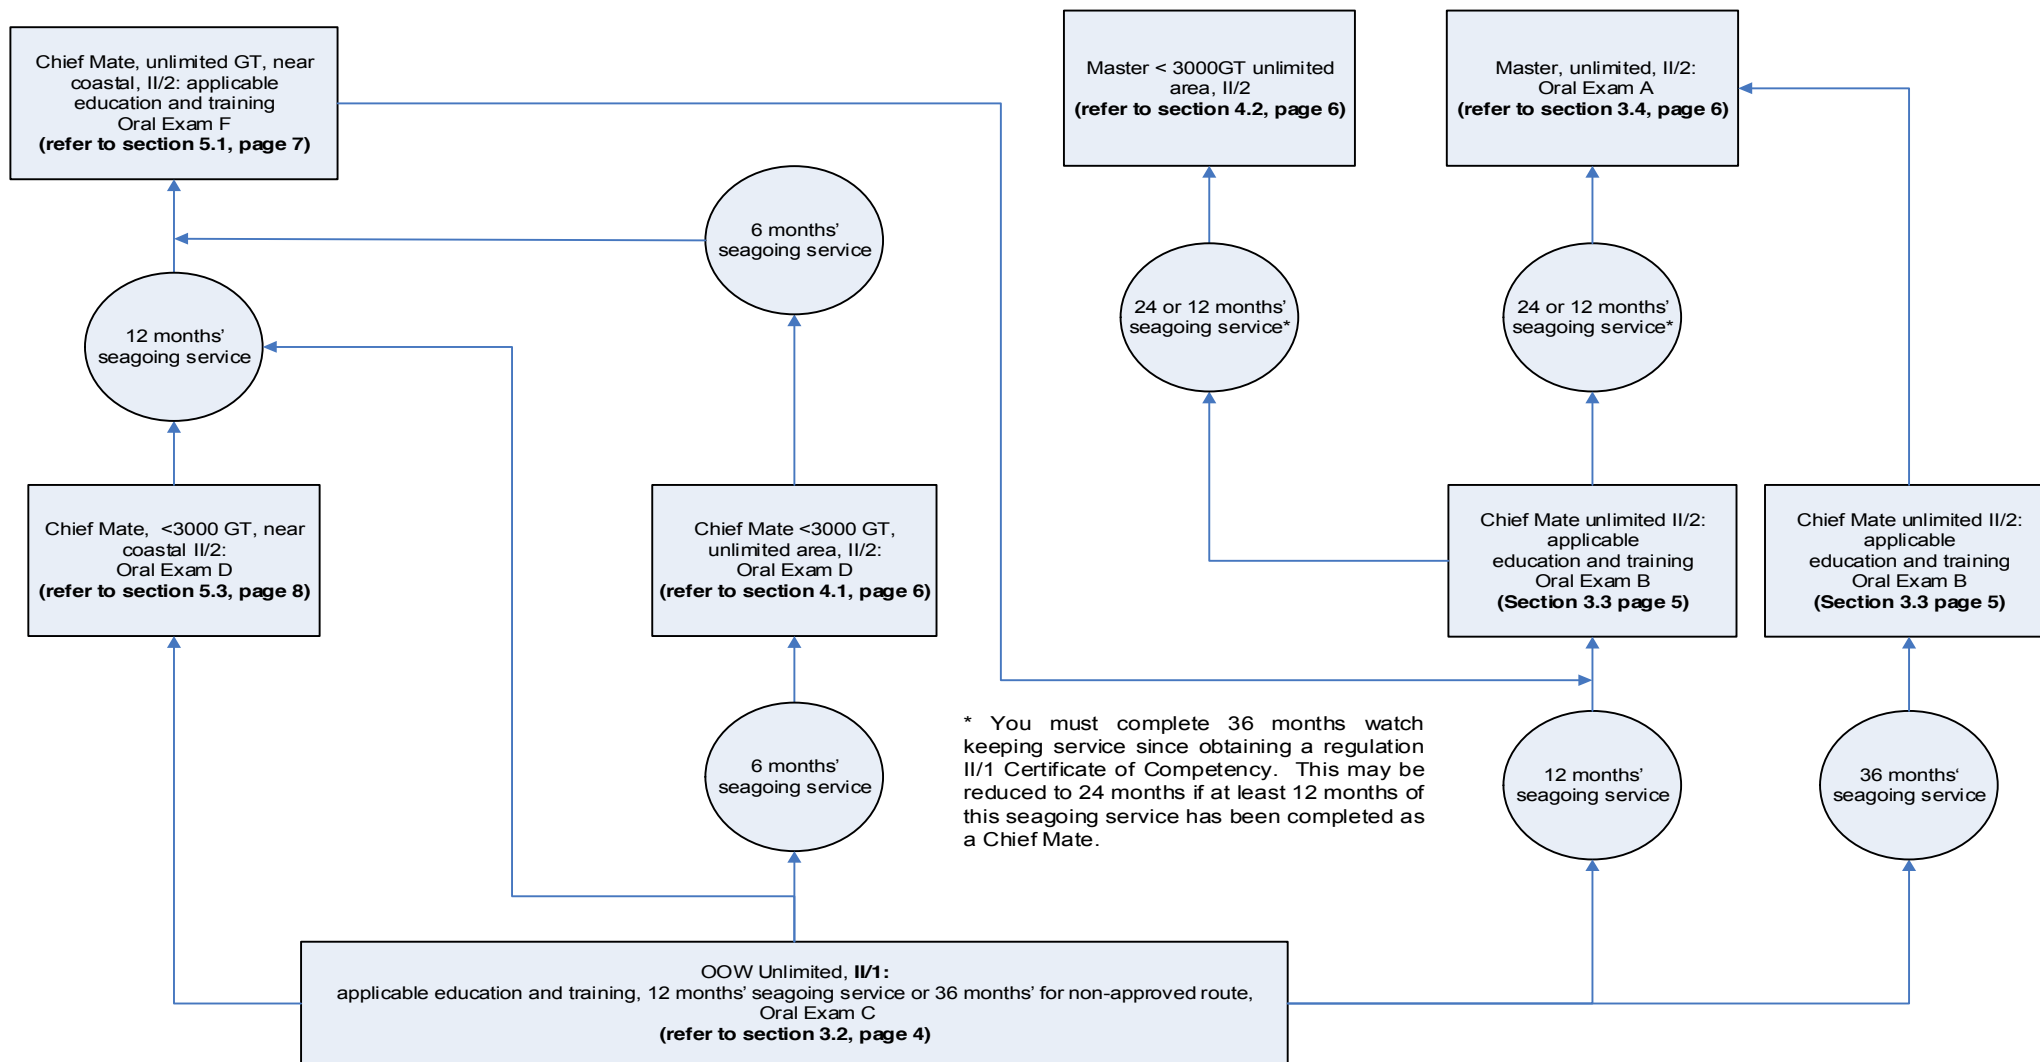 Chief Mate, unlimited GT, near
coastal, II/2: applicable
education and training
Oral Exam F
(refer to section 5.1, page 7)
Master < 3000GT unlimited
area, II/2
(refer to section 4.2, page 6)
Master, unlimited, II/2:
Oral Exam A
(refer to section 3.4, page 6)
6 months’
seagoing service
12 months’
seagoing service
24 or 12 months’
seagoing service*
24 or 12 months’
seagoing service*
Chief Mate,  <3000 GT, near
coastal II/2:
Oral Exam D
(refer to section 5.3, page 8)
Chief Mate <3000 GT,
unlimited area, II/2:
Oral Exam D
(refer to section 4.1, page 6)
Chief Mate unlimited II/2:
applicable
education and training
Oral Exam B
(Section 3.3 page 5)
Chief Mate unlimited II/2:
applicable
education and training
Oral Exam B
(Section 3.3 page 5)
6 months’
seagoing service
* You must complete 36 months watch
keeping service since obtaining a regulation
II/1 Certificate of Competency.  This may be
reduced to 24 months if at least 12 months of
this seagoing service has been completed as
a Chief Mate.
12 months’
seagoing service
36 months‘
seagoing service
OOW Unlimited, II/1:
applicable education and training, 12 months’ seagoing service or 36 months’ for non-approved route,
Oral Exam C
(refer to section 3.2, page 4)